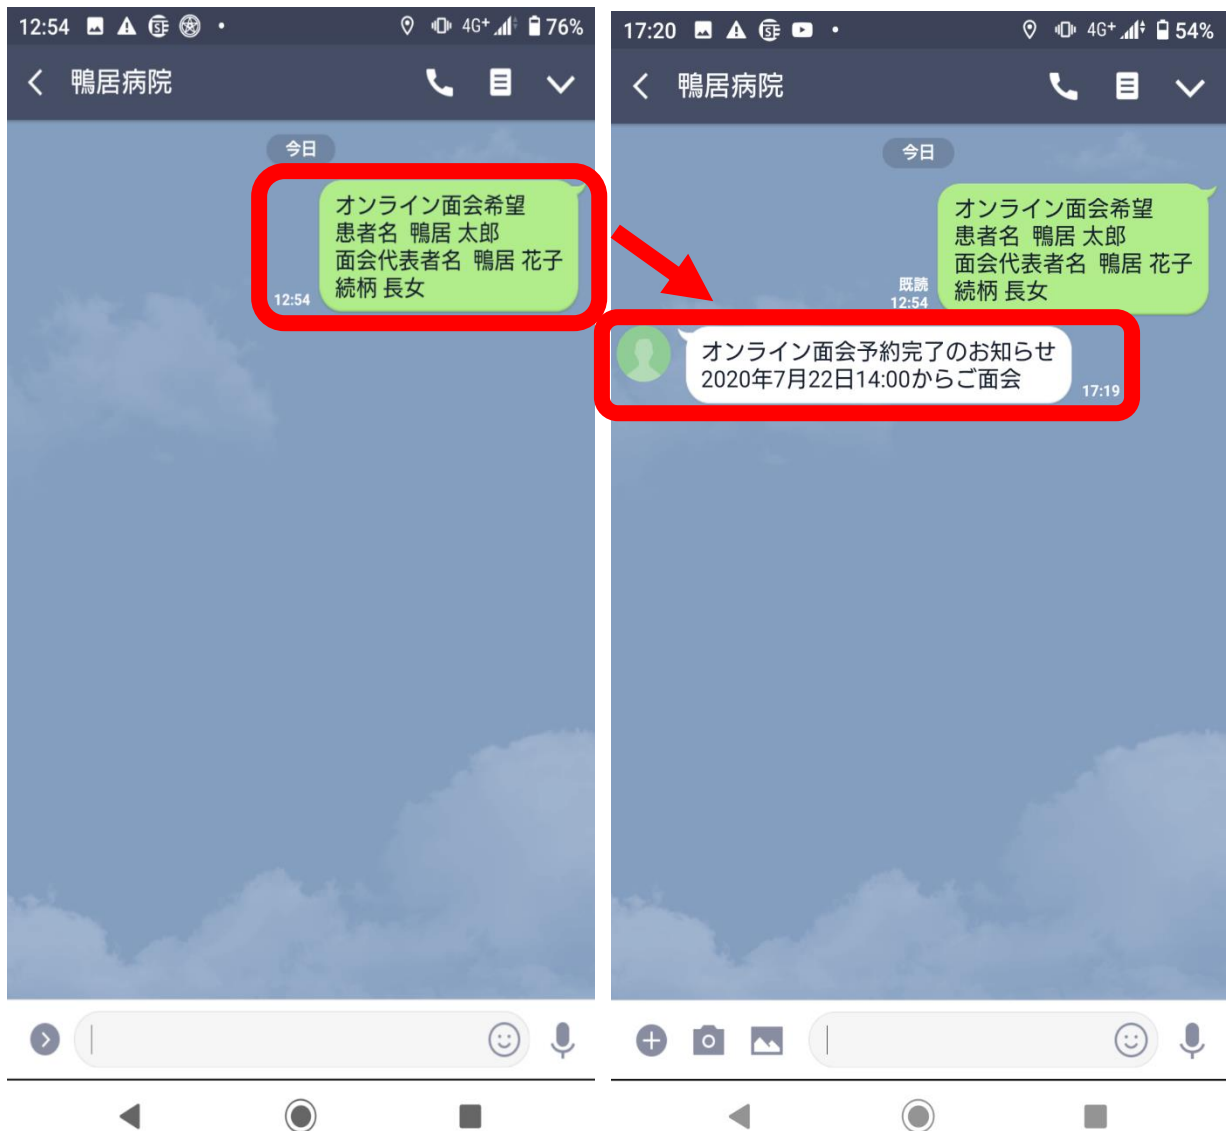 12:54
4G+
76%
鴨居病院
今日
オンライン面会希望
患者名 鴨居 太郎
面会代表者名 鴨居 花子
続柄 長女
12:54
17:20
4G+
54%
鴨居病院
今日
オンライン面会希望
患者名 鴨居 太郎
面会代表者名 鴨居 花子
続柄 長女
既読
12:54
オンライン面会予約完了のお知らせ
2020年7月22日14:00からご面会
17:19